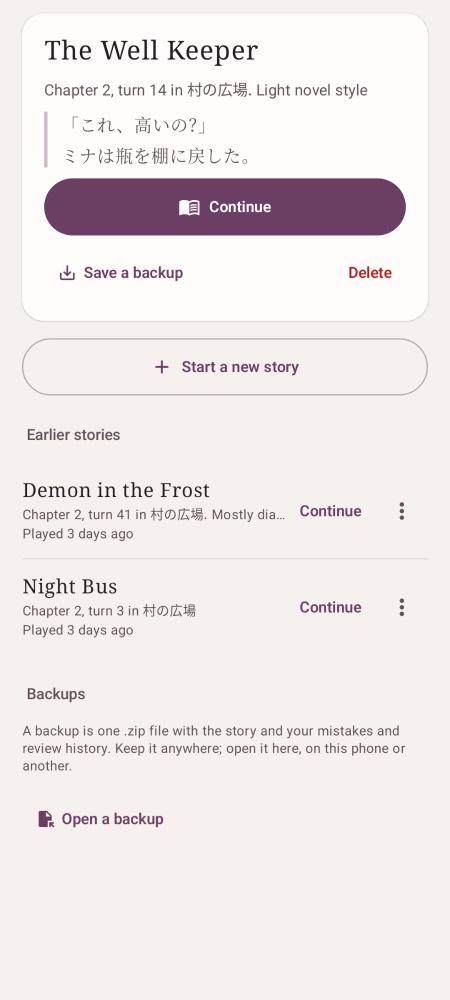 The Well Keeper
Chapter 2, turn 14 in 村の広場. Light novel style
「これ、高いの?」
ミナは瓶を棚に戻した。
Continue
Save a backup
Delete
Start a new story
Earlier stories
Demon in the Frost
Chapter 2, turn 41 in 村の広場. Mostly dia…
Played 3 days ago
Continue
Night Bus
Chapter 2, turn 3 in 村の広場
Played 3 days ago
Continue
Backups
A backup is one .zip file with the story and your mistakes and
review history. Keep it anywhere; open it here, on this phone or
another.
Open a backup